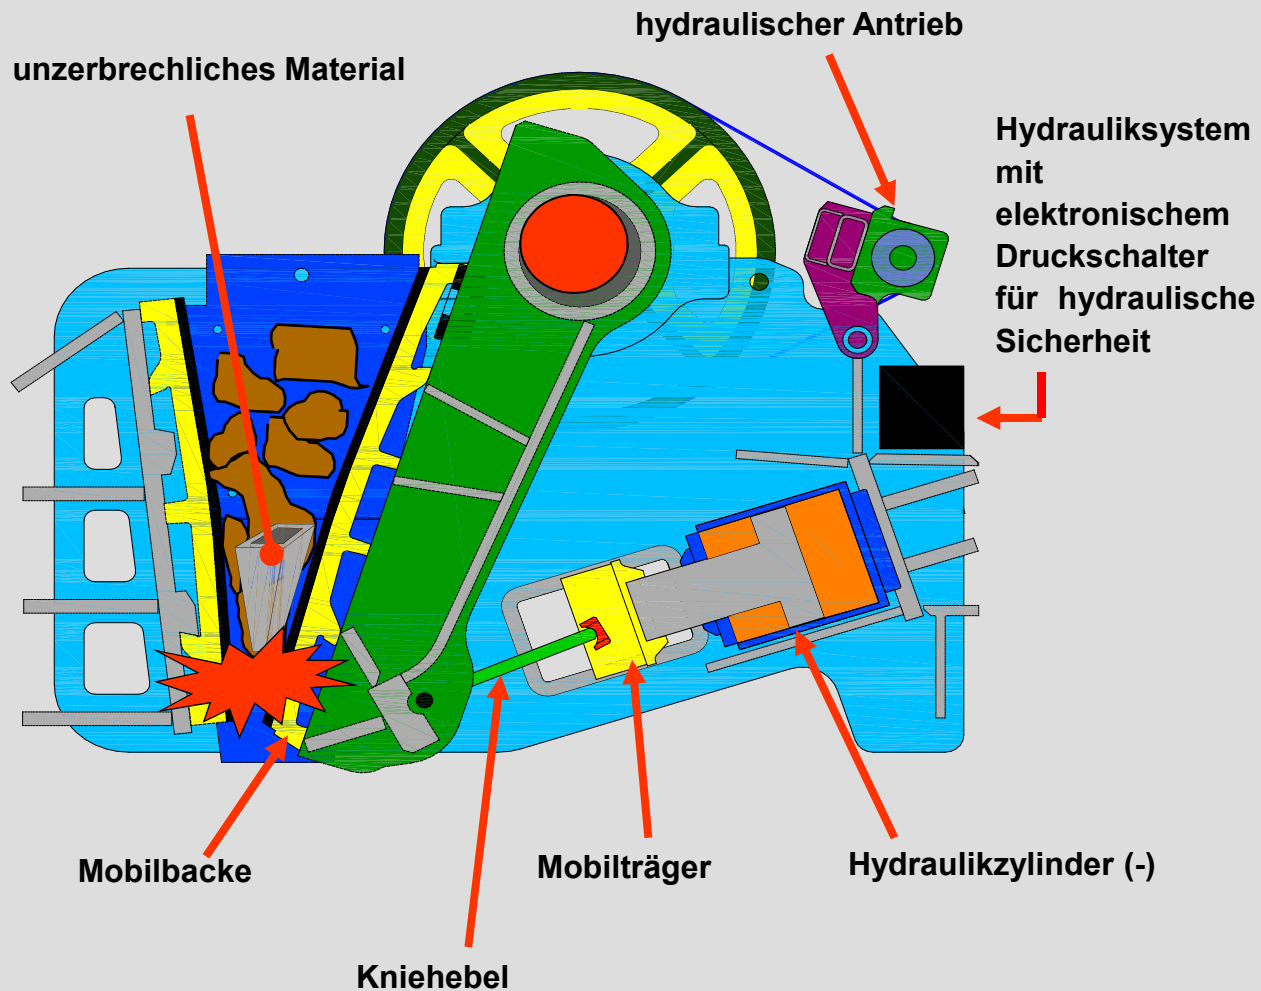 hydraulischer Antrieb
unzerbrechliches Material
Hydrauliksystem
mit
elektronischem
Druckschalter
für hydraulische
Sicherheit
Mobilbacke
Mobilträger
Hydraulikzylinder (-)
Kniehebel